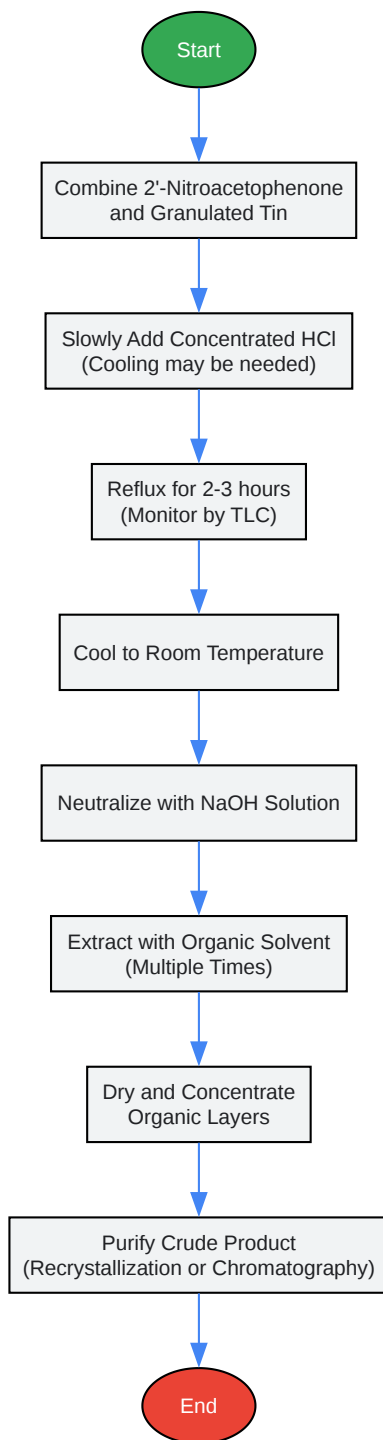 Start
Combine 2'-Nitroacetophenone
and Granulated Tin
Slowly Add Concentrated HCl
(Cooling may be needed)
Reflux for 2-3 hours
(Monitor by TLC)
Cool to Room Temperature
Neutralize with NaOH Solution
Extract with Organic Solvent
(Multiple Times)
Dry and Concentrate
Organic Layers
Purify Crude Product
(Recrystallization or Chromatography)
End